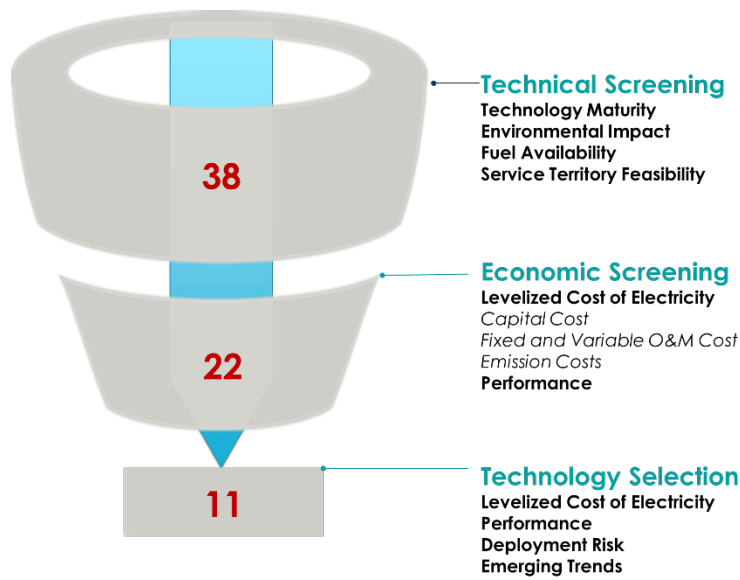 Technical Screening
Technology Maturity
Environmental Impact
Fuel Availability
Service Territory Feasibility
38
Economic Screening
Levelized Cost of Electricity
Capital Cost
Fixed and Variable O&M Cost
Emission Costs
Performance
22
Technology Selection
Levelized Cost of Electricity
Performance
Deployment Risk
Emerging Trends
11